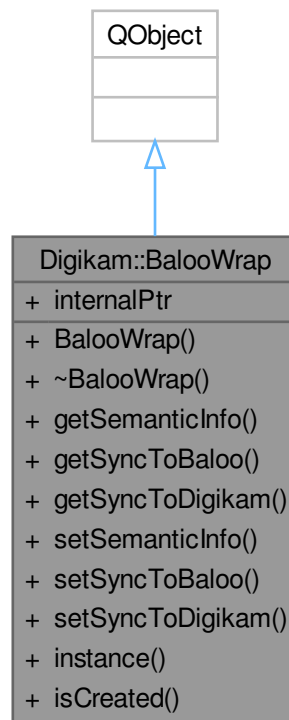 QObject
Digikam::BalooWrap
+ internalPtr
+ BalooWrap()
+ ~BalooWrap()
+ getSemanticInfo()
+ getSyncToBaloo()
+ getSyncToDigikam()
+ setSemanticInfo()
+ setSyncToBaloo()
+ setSyncToDigikam()
+ instance()
+ isCreated()